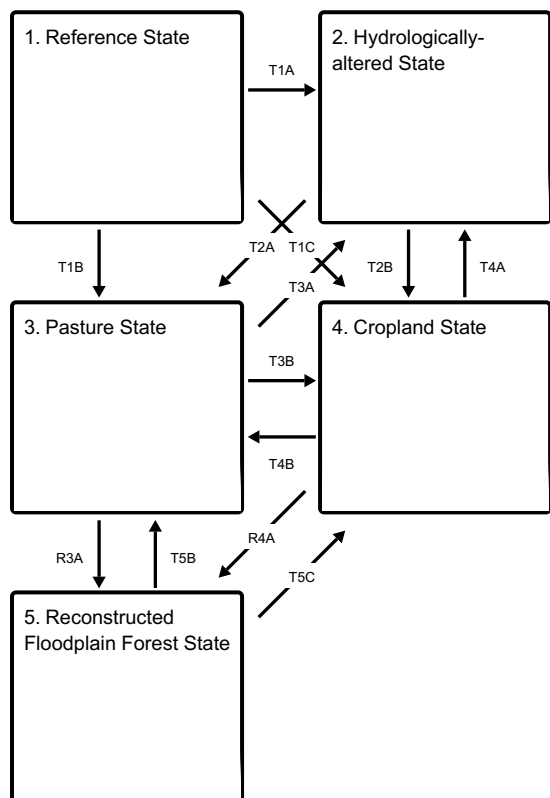 1. Reference State
2. Hydrologically-
altered State
T1A
T2A
T1C
T1B
T3A
T2B
T4A
3. Pasture State
4. Cropland State
T3B
T4B
R3A
T5B
R4A
T5C
5. Reconstructed
Floodplain Forest State